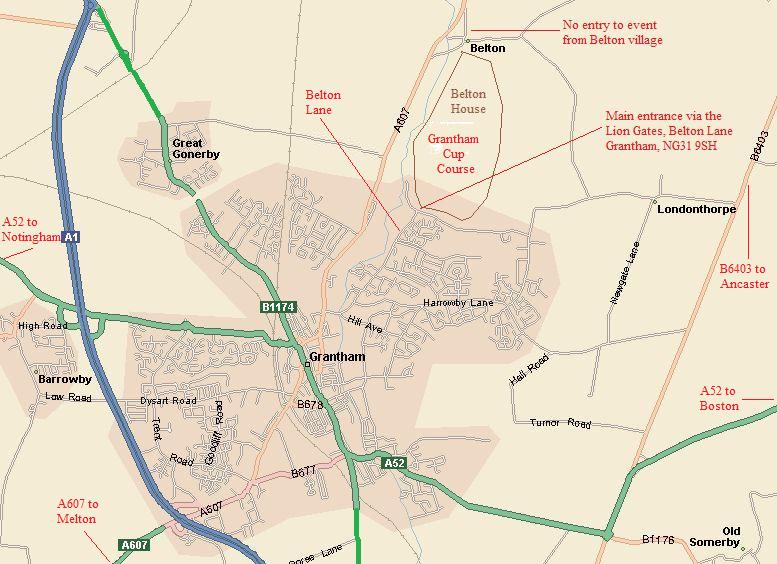 No entry to event
from Belton village
Belton
Belton
Lane
Belton
House
A607
Main entrance via the
Lion Gates, Belton Lane
Grantham, NG31 9SH
Grantham
Cup
Course
B6403
Great
Gonerby
A52 to
Notingham
A1
Londonthorpe
Newgate Lane
B6403 to
Ancaster
B1174
Harrowby Lane
High Road
Hill Ave
Grantham
Barrowby
Hall Road
A52 to
Boston
Low Road
Dysart Road
B678
Trent
Road
Goodliff Road
Turnor Road
B677
A52
A607 to
Melton
A607
A607
Gorse Lane
B1176
Old
Somerby